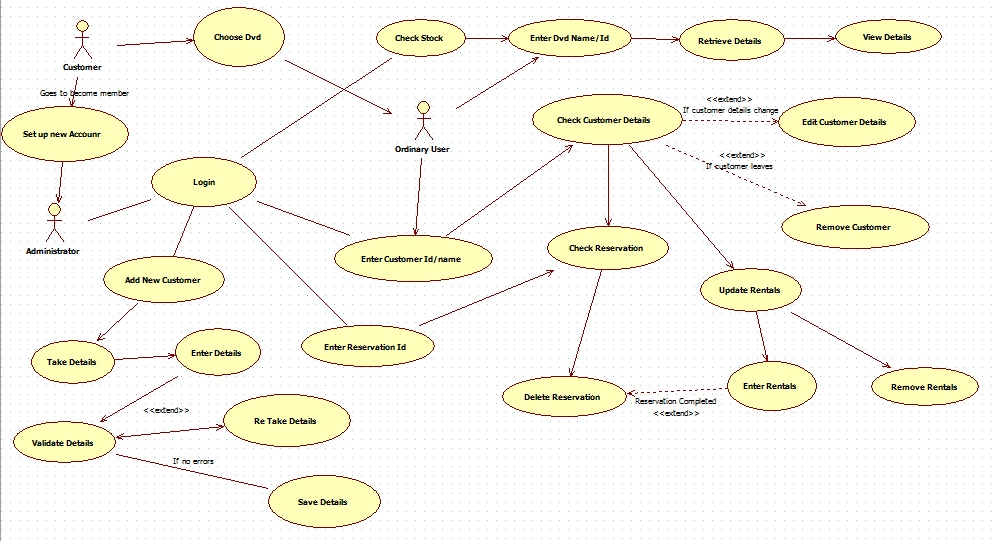 Choose Dvd
Check Stock
Enter Dvd Name/Id
Retrieve Details
View Details
Customer
Goes to become member
<<extend>>
If customer details change
Set up new Accounr
Check Customer Details
Edit Customer Details
Ordinary User
<<extend>>
If customer leaves
Login
Remove Customer
Administrator
Enter Customer Id/name
Check Reservation
Add New Customer
Update Rentals
Enter Reservation Id
Enter Details
Take Details
Enter Rentals
Remove Rentals
Delete Reservation
Reservation Completed
<<extend>>
<<extend>>
Re Take Details
Validate Details
If no errors
Save Details